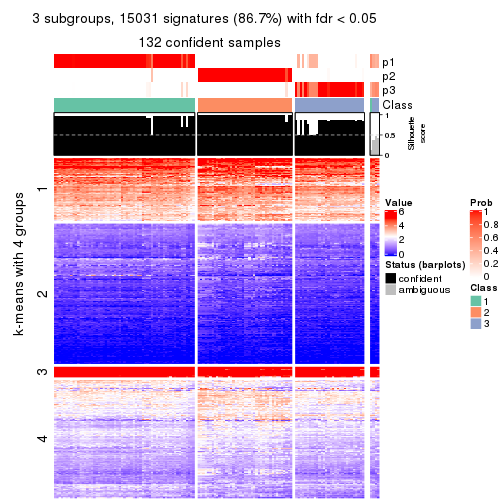 3 subgroups, 15031 signatures (86.7%) with fdr < 0.05
132 confident samples
p1
p2
p3
Class
1
0.5
0
Silhouette
score
k-means with 4 groups
1
2
3
4
Value
6
4
2
0
Status (barplots)
confident
ambiguous
Prob
1
0.8
0.6
0.4
0.2
0
Class
1
2
3